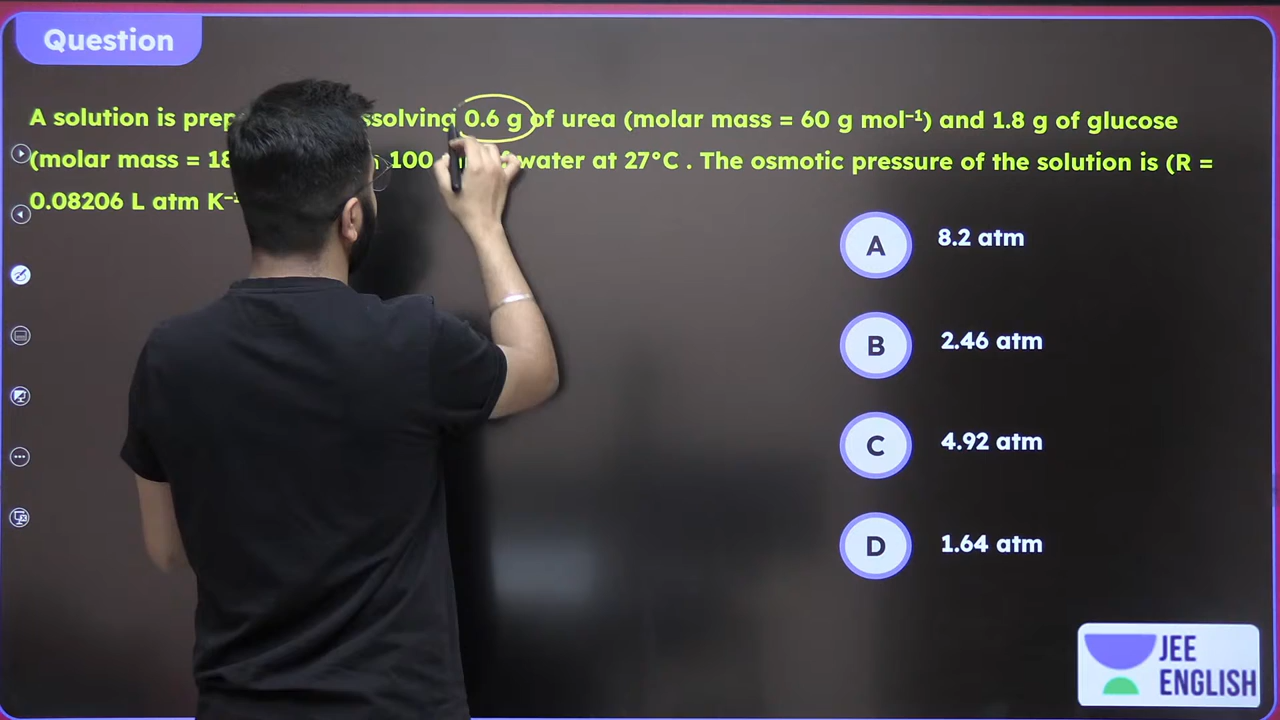 Question
A solution is prep ssolving 0.6 g of urea (molar mass = 60 g mol⁻¹) and 1.8 g of glucose
(molar mass = 18 100 water at 27°C . The osmotic pressure of the solution is (R =
0.08206 L atm K⁻
A 8.2 atm
B 2.46 atm
C 4.92 atm
D 1.64 atm
JEE
ENGLISH